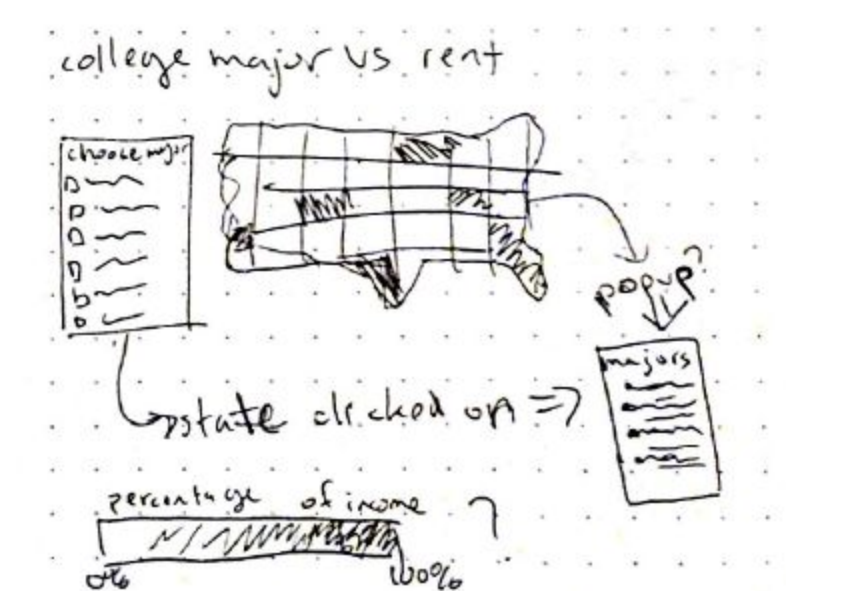 college major vs rent
choose major
popup?
majors
state clicked on =>
percentage of income ?
0% 100%